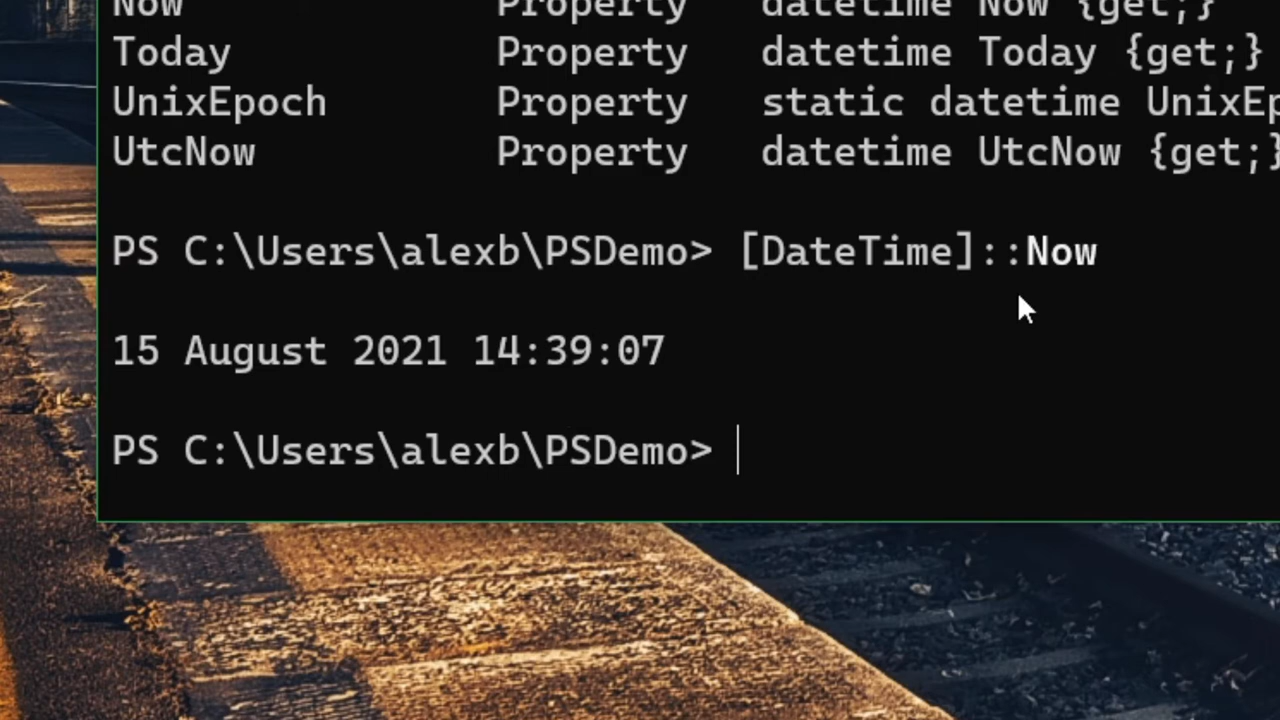 Now Property datetime Now {get;}
Today Property datetime Today {get;}
UnixEpoch Property static datetime
UtcNow Property datetime UtcNow {get;}
PS C:\Users\alexb\PSDemo> [DateTime]::Now
15 August 2021 14:39:07
PS C:\Users\alexb\PSDemo>